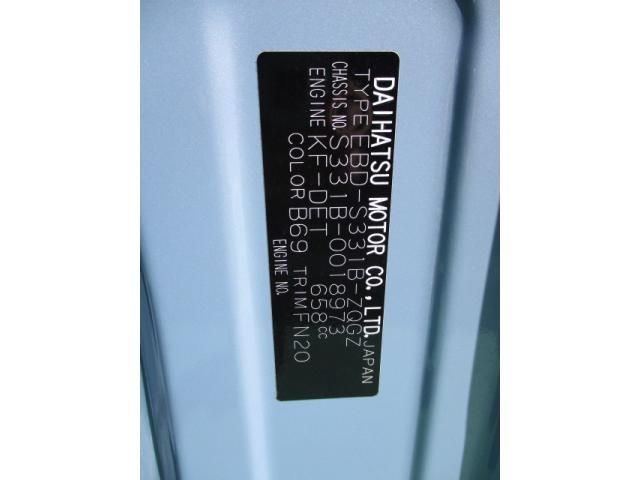 DAIHATSU MOTOR CO.,LTD. JAPAN
TYPE EBD-S331B-ZQGZ
CHASSIS NO. S331B-0018973
ENGINE KF-DET 658cc
COLOR B69 TRIM FN20
ENGINE NO.